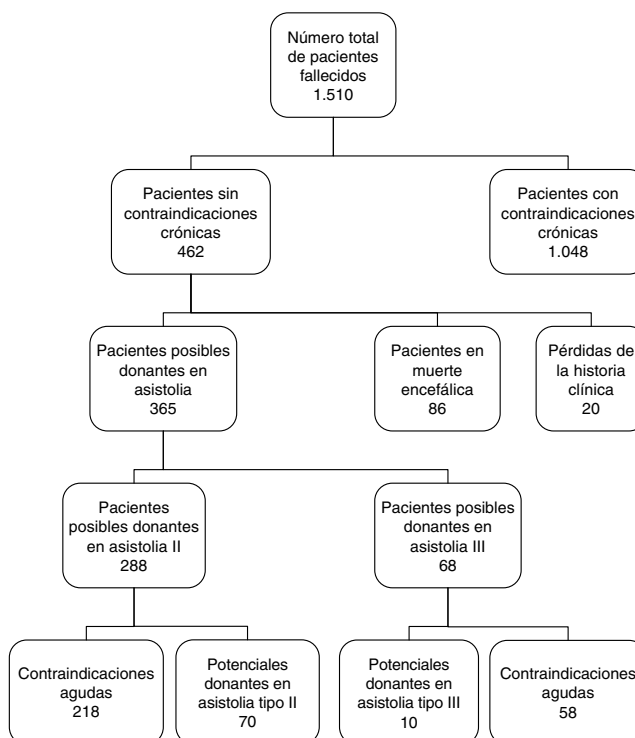 Número total
de pacientes
fallecidos
1.510
Pacientes sin
contraindicaciones
crónicas
462
Pacientes con
contraindicaciones
crónicas
1.048
Pacientes posibles
donantes en
asistolia
365
Pacientes en
muerte
encefálica
86
Pérdidas de
la historia
clínica
20
Pacientes
posibles donantes
en asistolia II
288
Pacientes posibles
donantes en
asistolia III
68
Contraindicaciones
agudas
218
Potenciales
donantes en
asistolia tipo II
70
Potenciales
donantes en
asistolia tipo III
10
Contraindicaciones
agudas
58